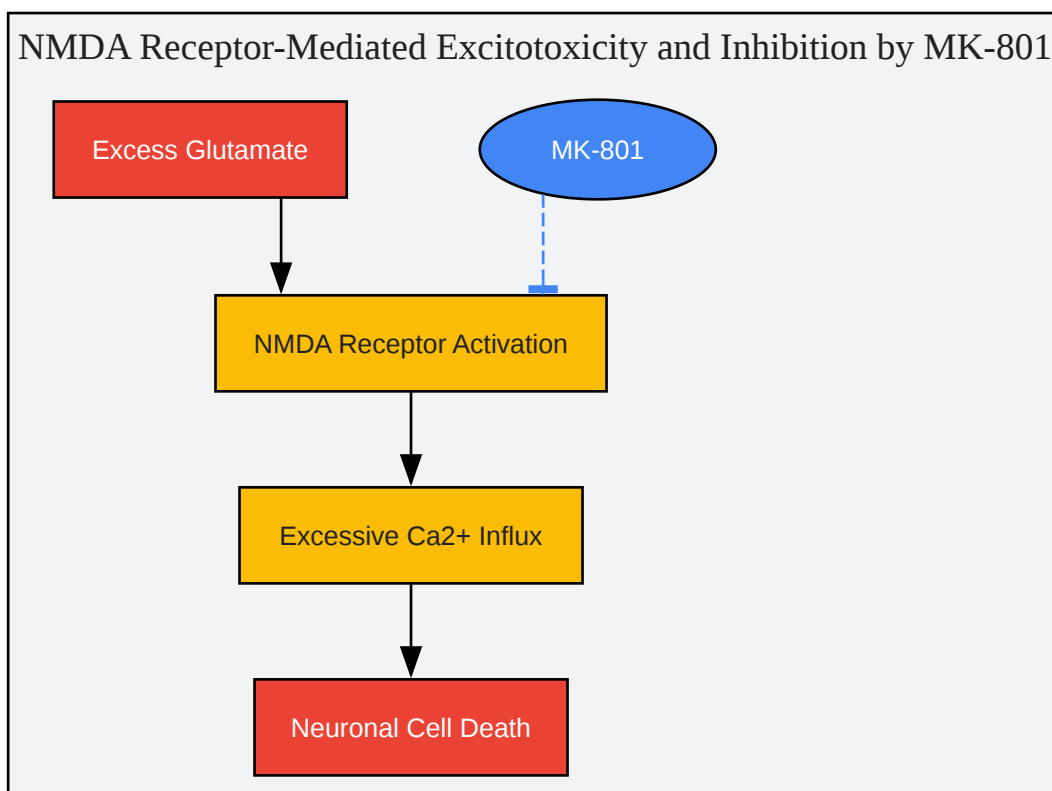 NMDA Receptor-Mediated Excitotoxicity and Inhibition by MK-801
Excess Glutamate
MK-801
NMDA Receptor Activation
Excessive Ca2+ Influx
Neuronal Cell Death